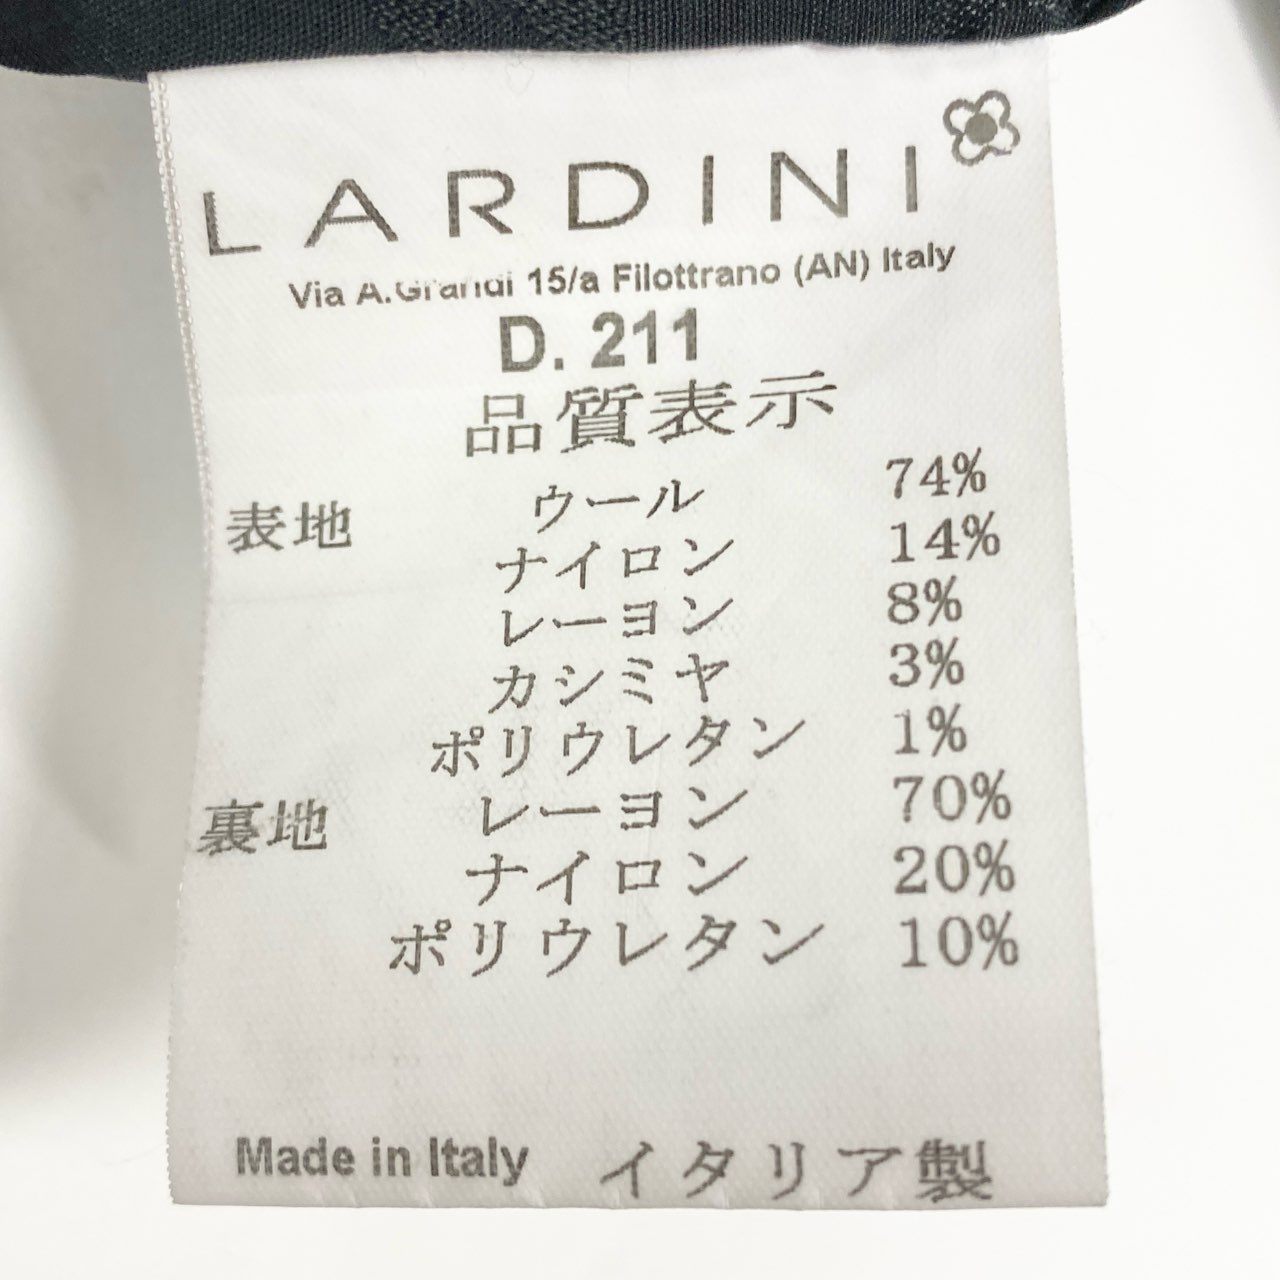 LARDINI
Via A.Grandi 15/a Filottrano (AN) Italy
D. 211
品質表示
表地 ウール 74%
ナイロン 14%
レーヨン 8%
カシミヤ 3%
ポリウレタン 1%
裏地 レーヨン 70%
ナイロン 20%
ポリウレタン 10%
Made in Italy イタリア製